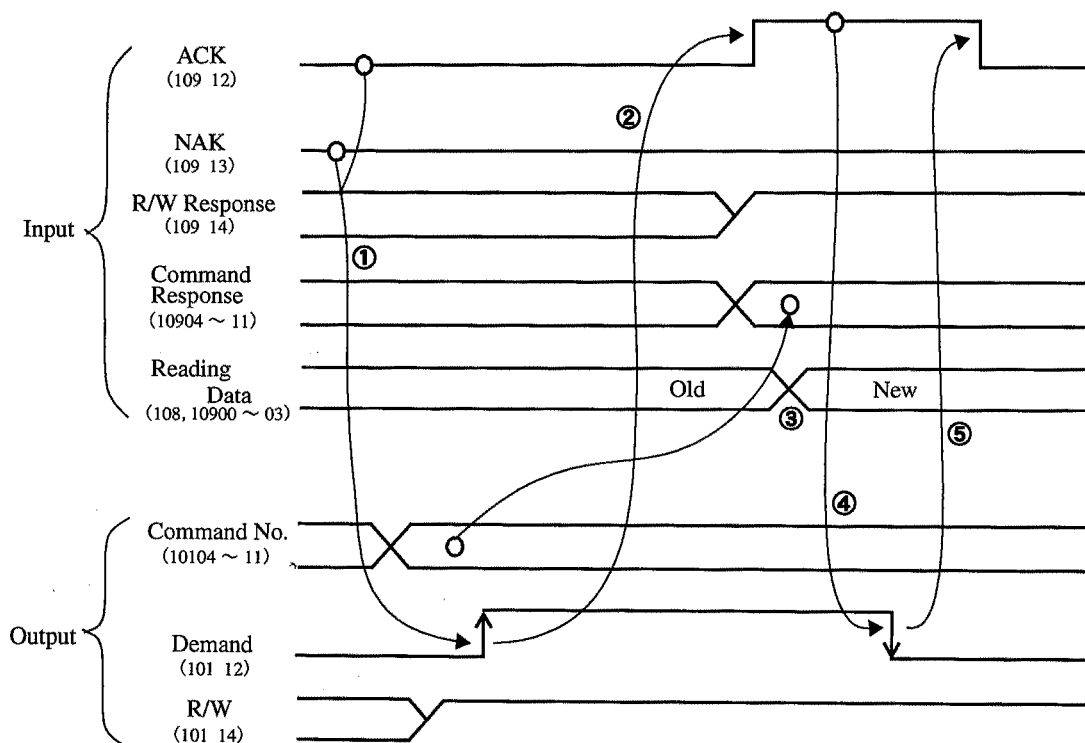 ACK
(109 12)
②
NAK
(109 13)
R/W Response
(109 14)
Input
①
Command
Response
(10904 ~ 11)
Reading
Data
(108, 10900 ~ 03)
Old
New
③
⑤
④
Command No.
(10104 ~ 11)
Output
Demand
(101 12)
R/W
(101 14)